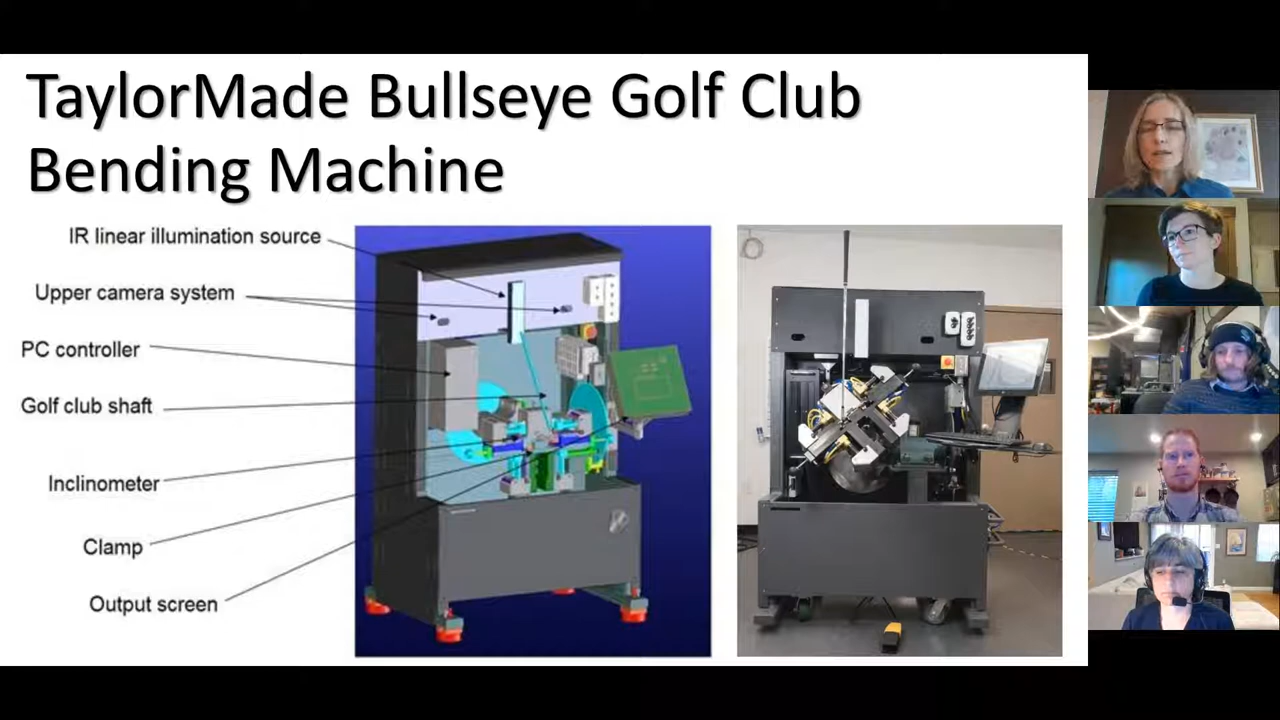 TaylorMade Bullseye Golf Club
Bending Machine
IR linear illumination source
Upper camera system
PC controller
Golf club shaft
Inclinometer
Clamp
Output screen